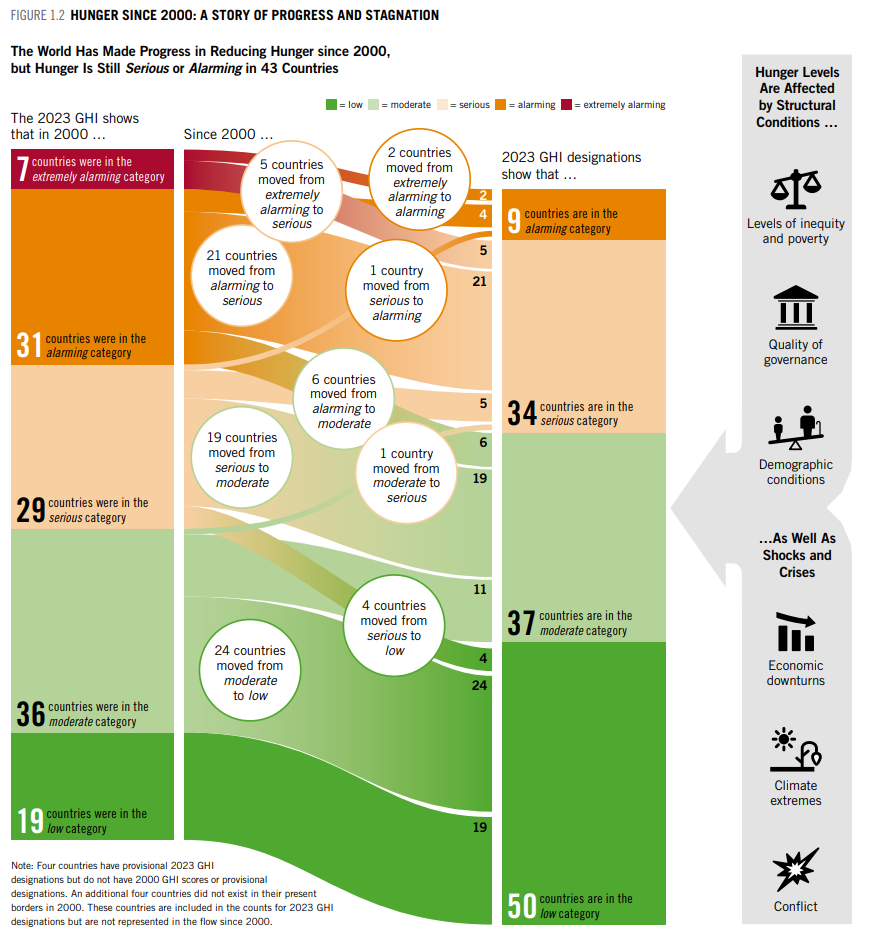 FIGURE 1.2 HUNGER SINCE 2000: A STORY OF PROGRESS AND STAGNATION
The World Has Made Progress in Reducing Hunger since 2000,
but Hunger Is Still Serious or Alarming in 43 Countries
= low = moderate = serious = alarming = extremely alarming
The 2023 GHI shows
that in 2000 ...
7 countries were in the
extremely alarming category
31 countries were in the
alarming category
29 countries were in the
serious category
36 countries were in the
moderate category
19 countries were in the
low category
Since 2000 ...
5 countries
moved from
extremely
alarming to
serious
2 countries
moved from
extremely
alarming to
alarming
21 countries
moved from
alarming to
serious
1 country
moved from
serious to
alarming
6 countries
moved from
alarming to
moderate
19 countries
moved from
serious to
moderate
1 country
moved from
moderate to
serious
4 countries
moved from
serious to
low
24 countries
moved from
moderate
to low
2
4
5
21
5
6
19
11
4
24
19
2023 GHI designations
show that ...
9 countries are in the
alarming category
34 countries are in the
serious category
37 countries are in the
moderate category
50 countries are in the
low category
Hunger Levels
Are Affected
by Structural
Conditions ...
Levels of inequity
and poverty
Quality of
governance
Demographic
conditions
...As Well As
Shocks and
Crises
Economic
downturns
Climate
extremes
Conflict
Note: Four countries have provisional 2023 GHI
designations but do not have 2000 GHI scores or provisional
designations. An additional four countries did not exist in their present
borders in 2000. These countries are included in the counts for 2023 GHI
designations but are not represented in the flow since 2000.